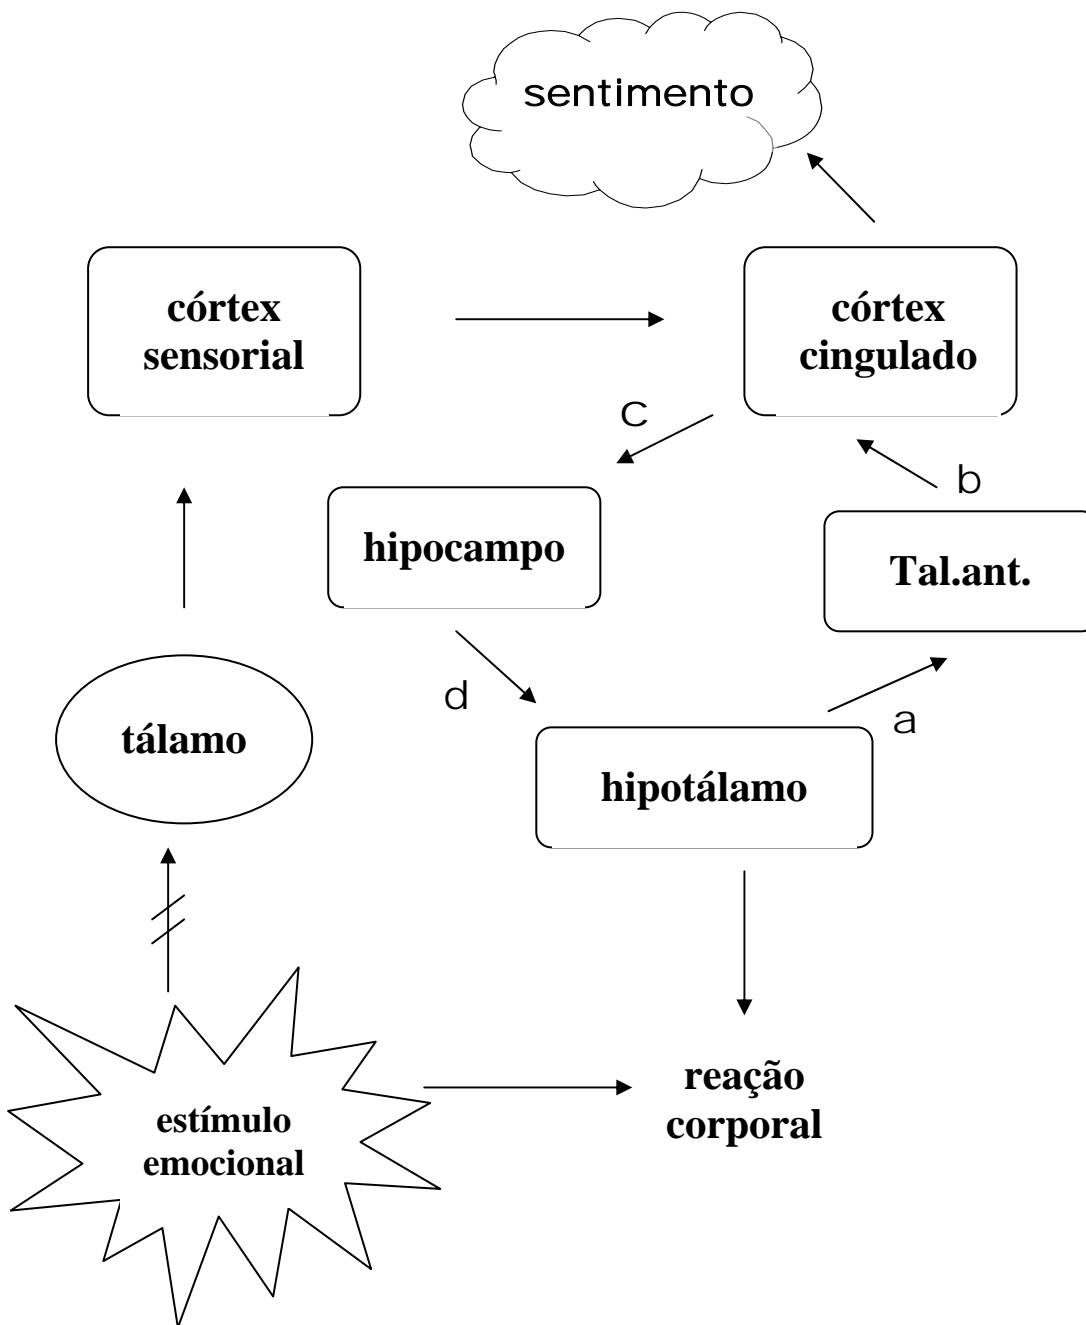 sentimento
córtex
sensorial
córtex
cingulado
c
b
hipocampo
Tal.ant.
d
a
tálamo
hipotálamo
reação
corporal
estímulo
emocional